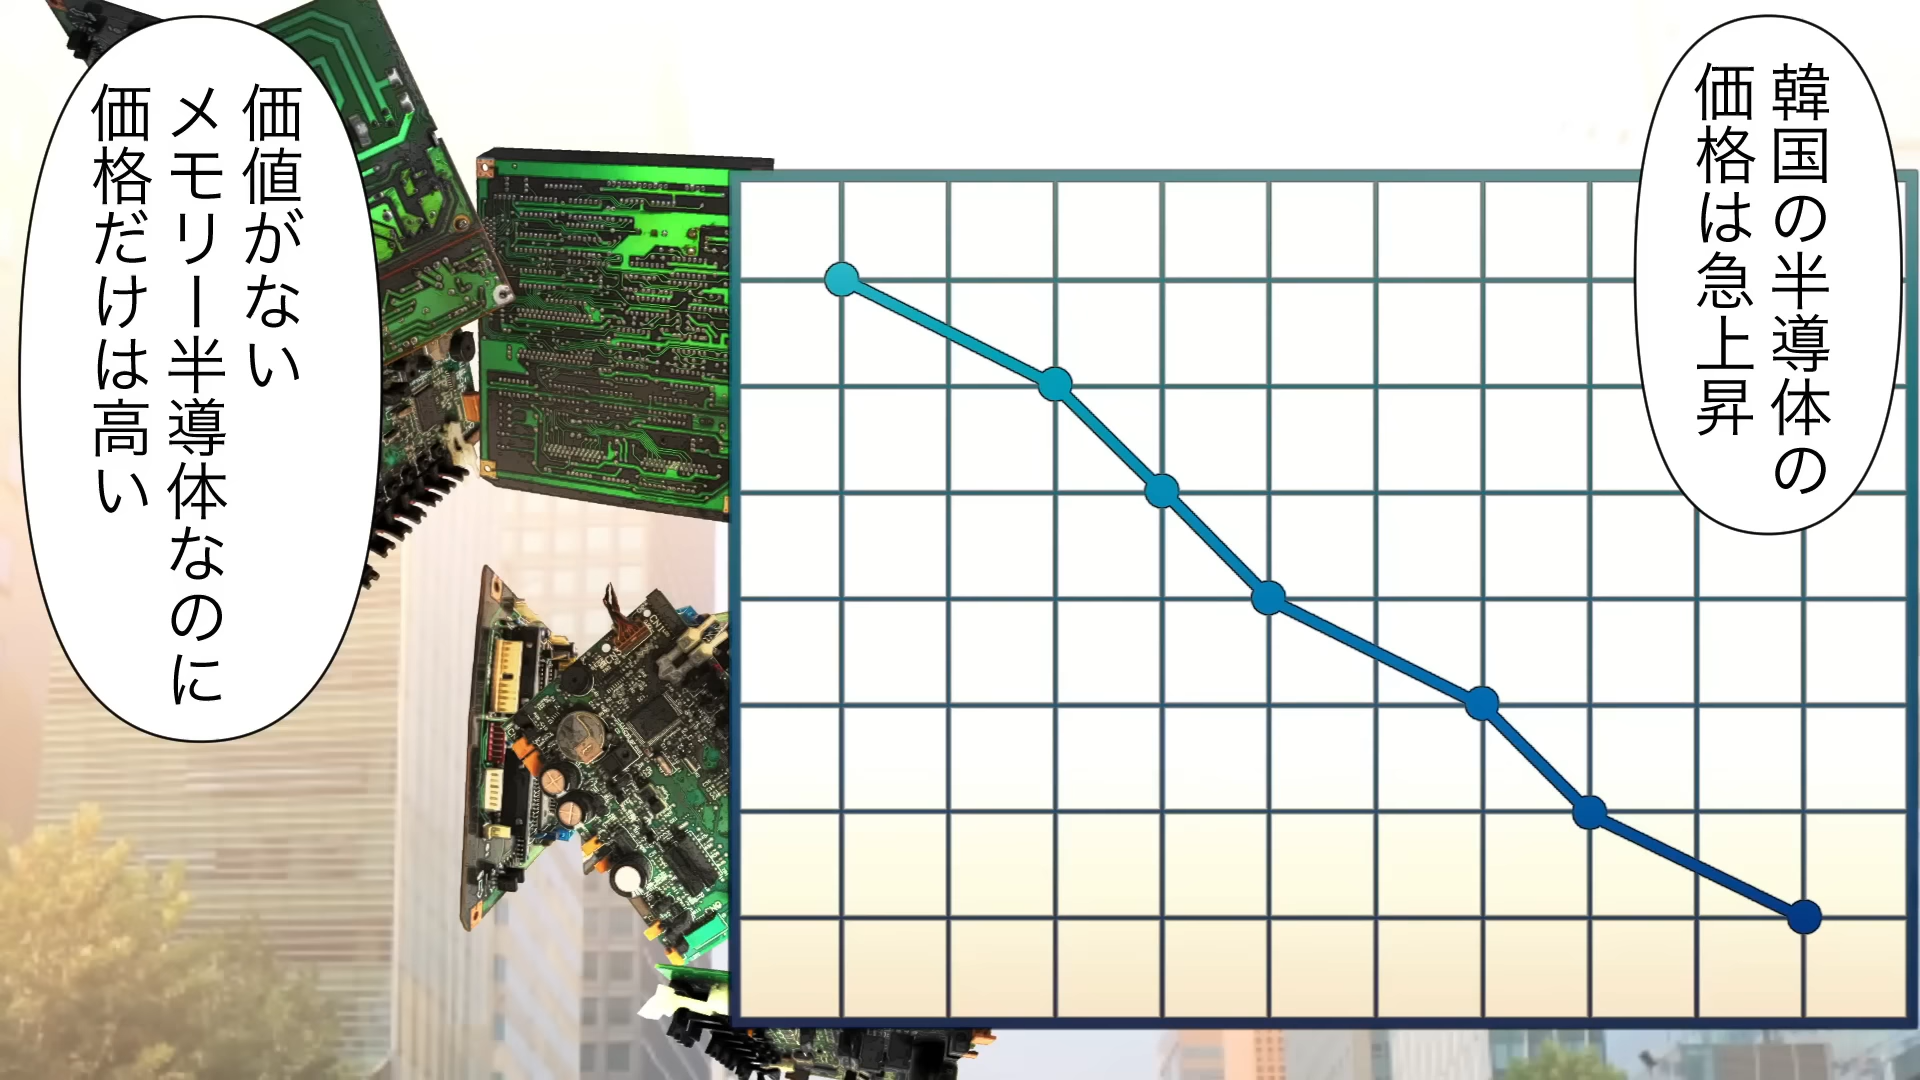 韓国の半導体の
価格は急上昇
価値がない
メモリー半導体なのに
価格だけは高い